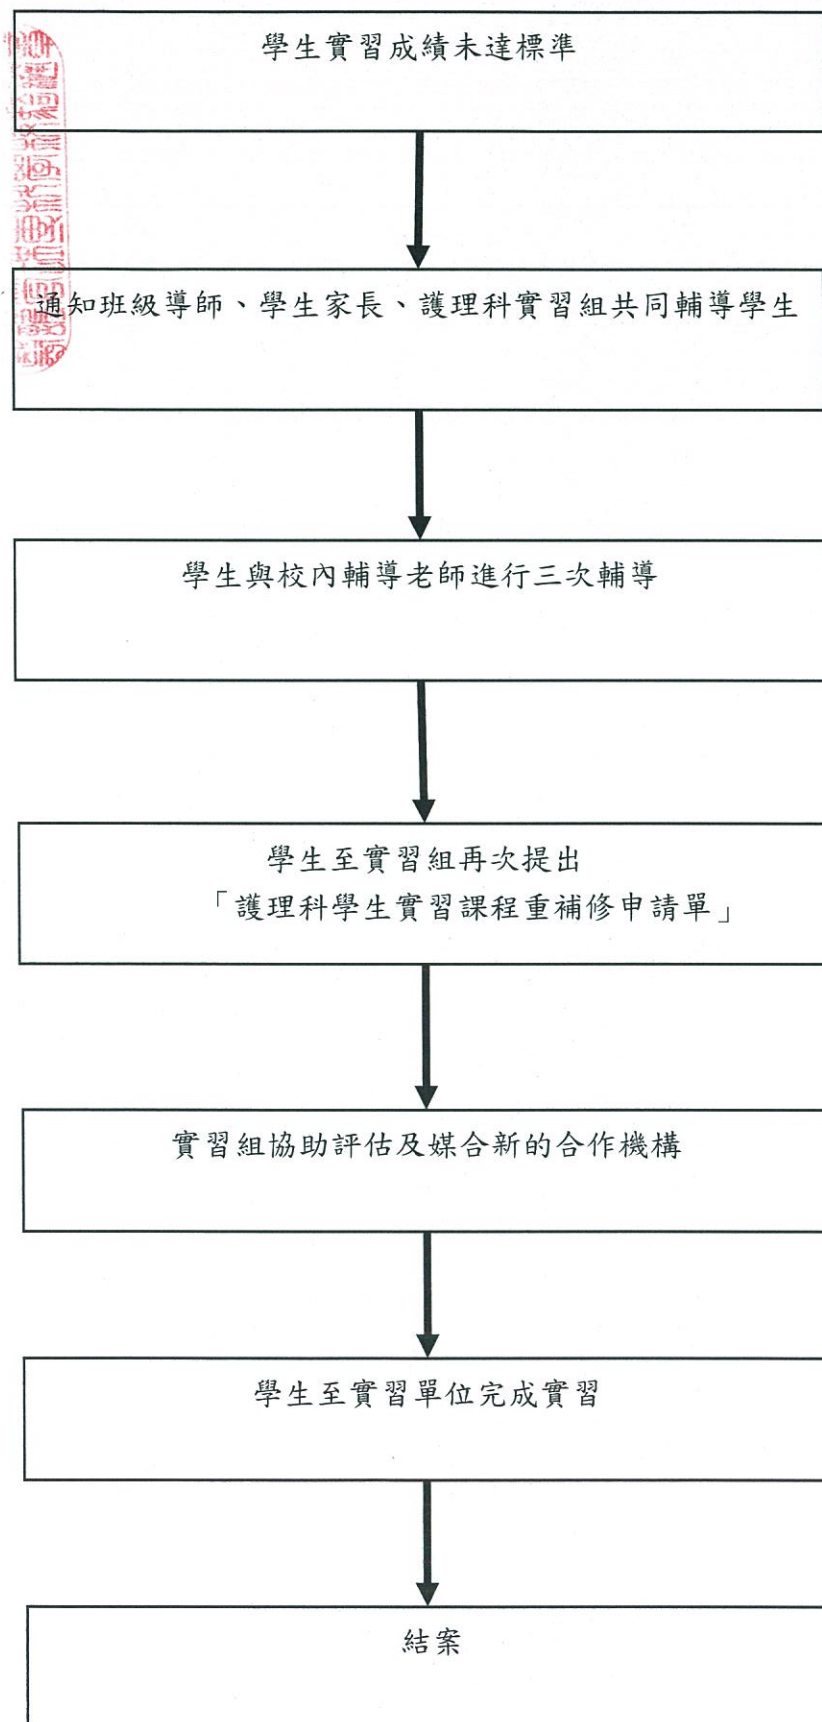 學生實習成績未達標準
通知班級導師、學生家長、護理科實習組共同輔導學生
學生與校內輔導老師進行三次輔導
學生至實習組再次提出
「護理科學生實習課程重補修申請單」
實習組協助評估及媒合新的合作機構
學生至實習單位完成實習
結案